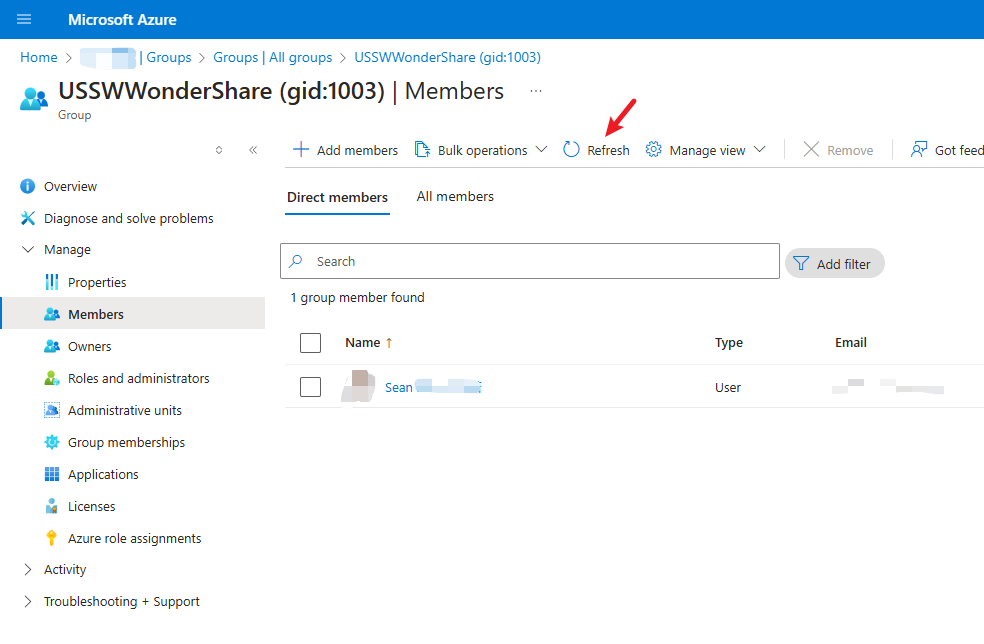 Microsoft Azure
Home > | Groups > Groups | All groups > USSWWonderShare (gid:1003)
USSWWonderShare (gid:1003) | Members ...
Group
Add members Bulk operations Refresh Manage view Remove Got feed
Overview
Diagnose and solve problems
Manage
Properties
Members
Owners
Roles and administrators
Administrative units
Group memberships
Applications
Licenses
Azure role assignments
Activity
Troubleshooting + Support
Direct members All members
Search Add filter
1 group member found
Name ↑ Type Email
Sean User